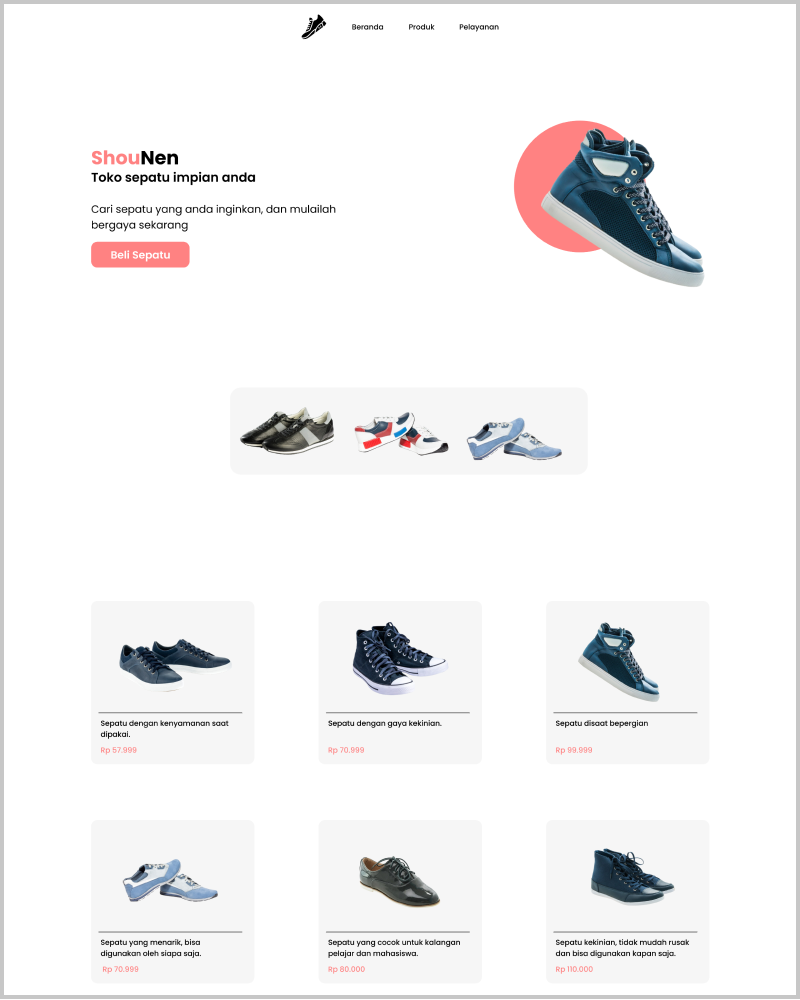 Beranda Produk Pelayanan
ShouNen
Toko sepatu impian anda
Cari sepatu yang anda inginkan, dan mulailah
bergaya sekarang
Beli Sepatu
Sepatu dengan kenyamanan saat
dipakai.
Rp 57.999
Sepatu dengan gaya kekinian.
Rp 70.999
Sepatu disaat bepergian
Rp 99.999
Sepatu yang menarik, bisa
digunakan oleh siapa saja.
Rp 70.999
Sepatu yang cocok untuk kalangan
pelajar dan mahasiswa.
Rp 80.000
Sepatu kekinian, tidak mudah rusak
dan bisa digunakan kapan saja.
Rp 110.000